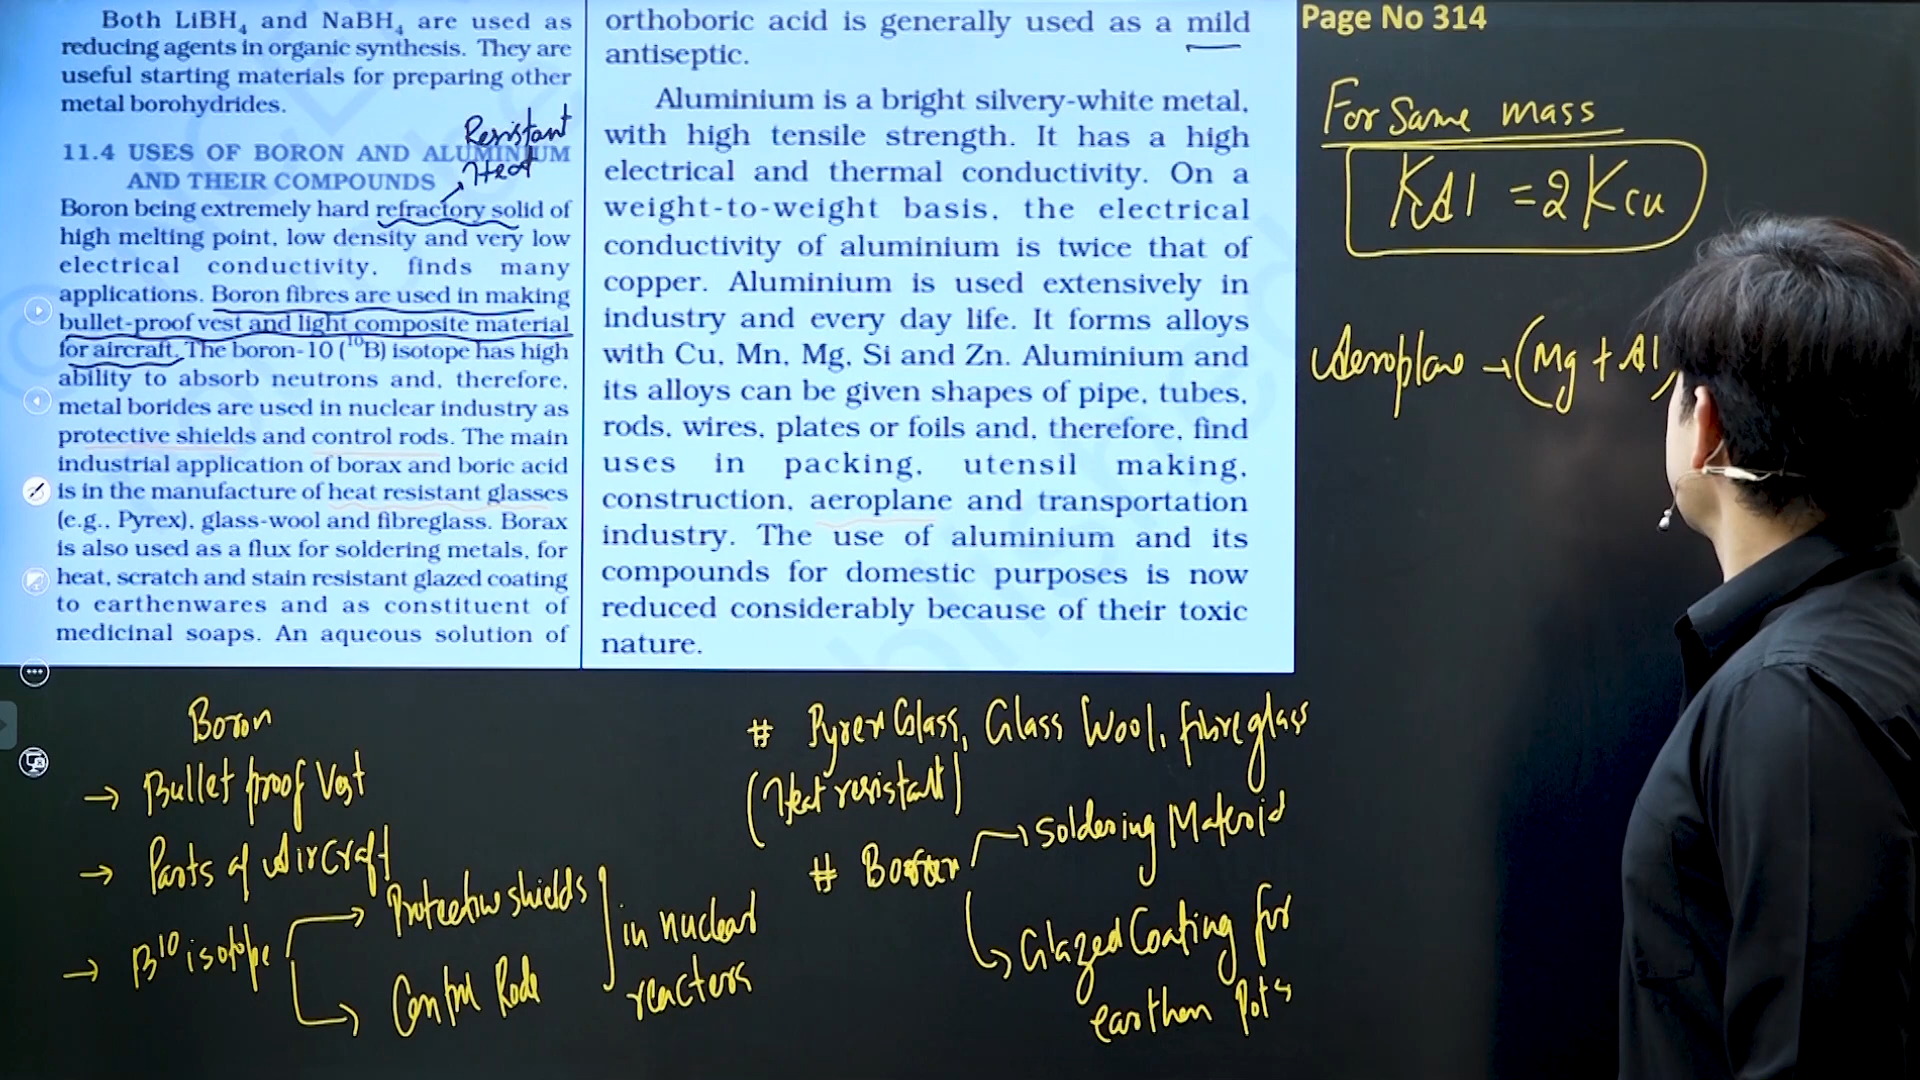 Both LiBH₄ and NaBH₄ are used as
reducing agents in organic synthesis. They are
useful starting materials for preparing other
metal borohydrides.
Resistant
Heat
11.4 USES OF BORON AND ALUMINIUM
AND THEIR COMPOUNDS
Boron being extremely hard refractory solid of
high melting point, low density and very low
electrical conductivity, finds many
applications. Boron fibres are used in making
bullet-proof vest and light composite material
for aircraft. The boron-10 (¹⁰B) isotope has high
ability to absorb neutrons and, therefore,
metal borides are used in nuclear industry as
protective shields and control rods. The main
industrial application of borax and boric acid
is in the manufacture of heat resistant glasses
(e.g., Pyrex), glass-wool and fibreglass. Borax
is also used as a flux for soldering metals, for
heat, scratch and stain resistant glazed coating
to earthenwares and as constituent of
medicinal soaps. An aqueous solution of
orthoboric acid is generally used as a mild
antiseptic.
Aluminium is a bright silvery-white metal,
with high tensile strength. It has a high
electrical and thermal conductivity. On a
weight-to-weight basis, the electrical
conductivity of aluminium is twice that of
copper. Aluminium is used extensively in
industry and every day life. It forms alloys
with Cu, Mn, Mg, Si and Zn. Aluminium and
its alloys can be given shapes of pipe, tubes,
rods, wires, plates or foils and, therefore, find
uses in packing, utensil making,
construction, aeroplane and transportation
industry. The use of aluminium and its
compounds for domestic purposes is now
reduced considerably because of their toxic
nature.
Page No 314
For Same mass
KAl = 2 KCu
Aeroplane → (Mg + Al)
Boron
→ Bullet proof Vest
→ Parts of AirCraft
→ B¹⁰ isotope
→ Protective shields
→ Control Rods
in nuclear
reactors
# Pyrex Glass, Glass Wool, fibreglass
(Heat resistant)
# Borax
→ Soldering Material
→ Glazed Coating for
earthen Pots